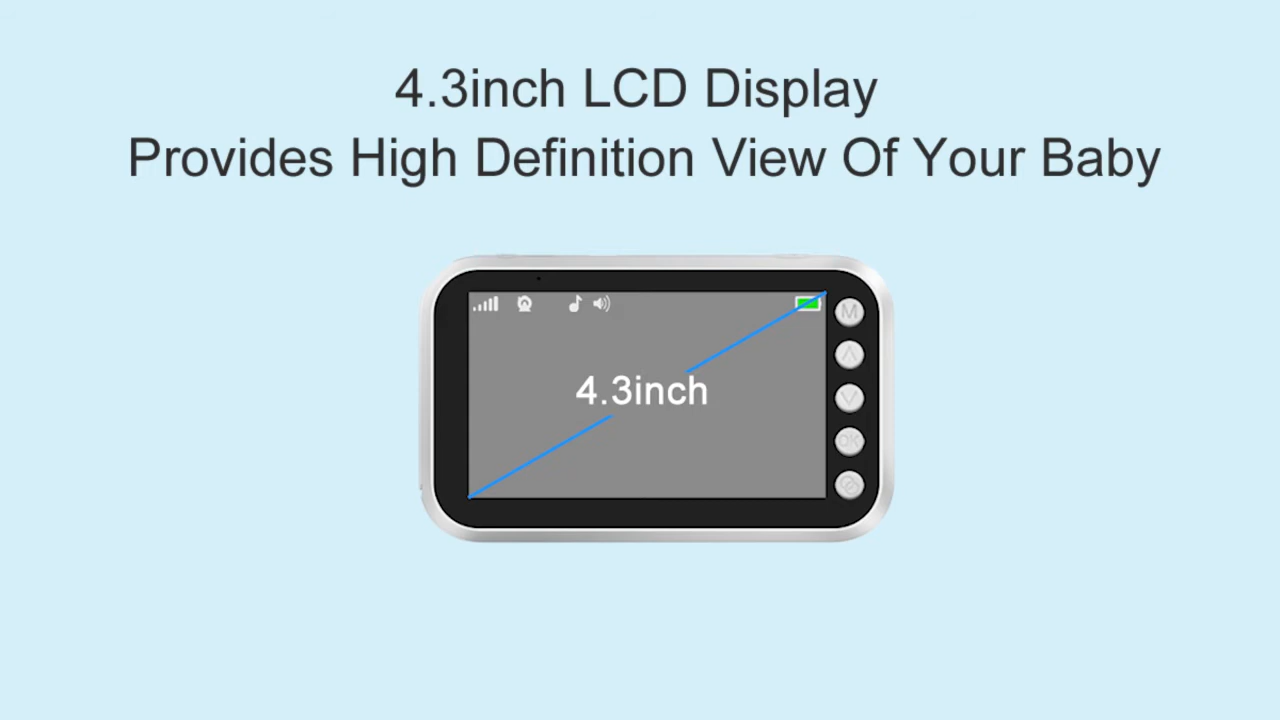 4.3inch LCD Display
Provides High Definition View Of Your Baby
4.3inch
M
OK